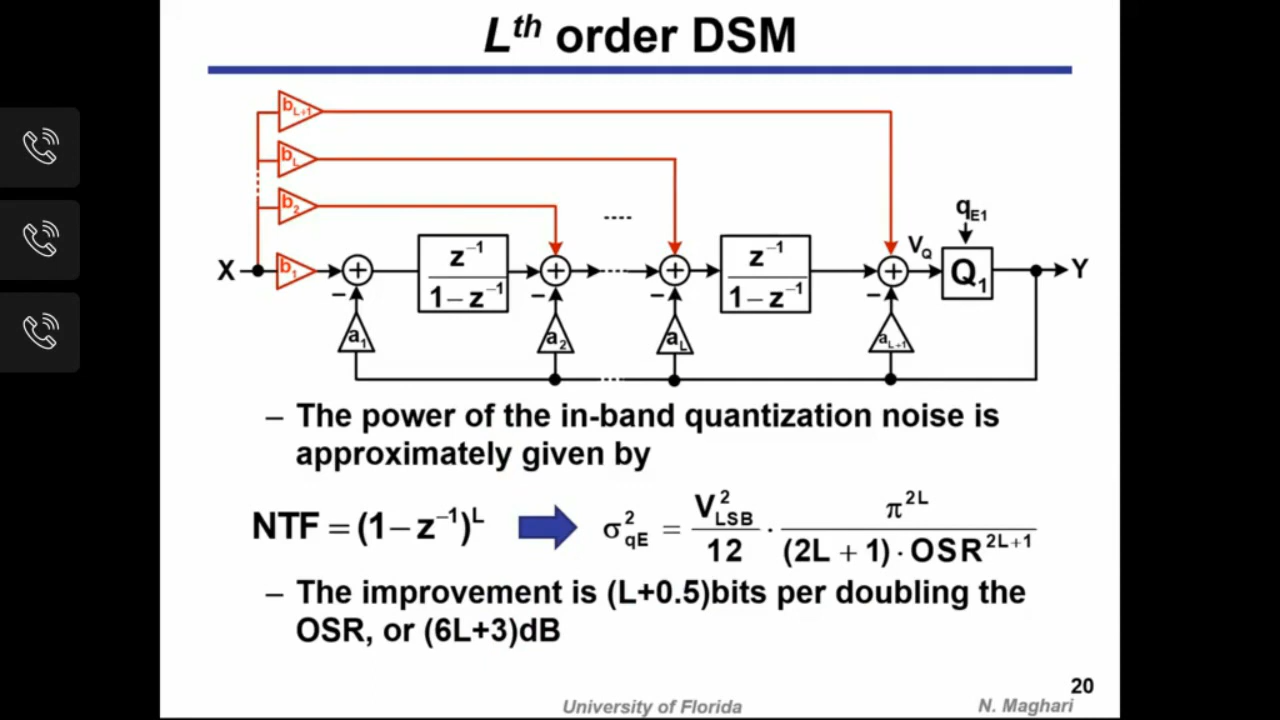 Lth order DSM
bL+1
bL
b2
----
qE1
X
b1
+
z−1
1−z−1
+
----
+
z−1
1−z−1
+
VQ
Q1
Y
−
−
−
−
a1
a2
aL
aL+1
– The power of the in-band quantization noise is
approximately given by
NTF = (1−z−1)L
σ2qE = V2LSB / 12 · π2L / (2L + 1) · OSR2L+1
– The improvement is (L+0.5)bits per doubling the
OSR, or (6L+3)dB
20
University of Florida
N. Maghari